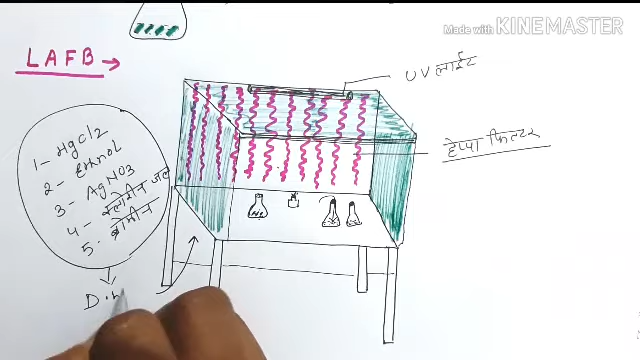 Made with KINEMASTER
LAFB
UV लाईट
हेप्पा फिल्टर
1- HgCl2
2- Ethnol
3- AgNO3
4- क्लोरीन जल
5- ब्रोमीन